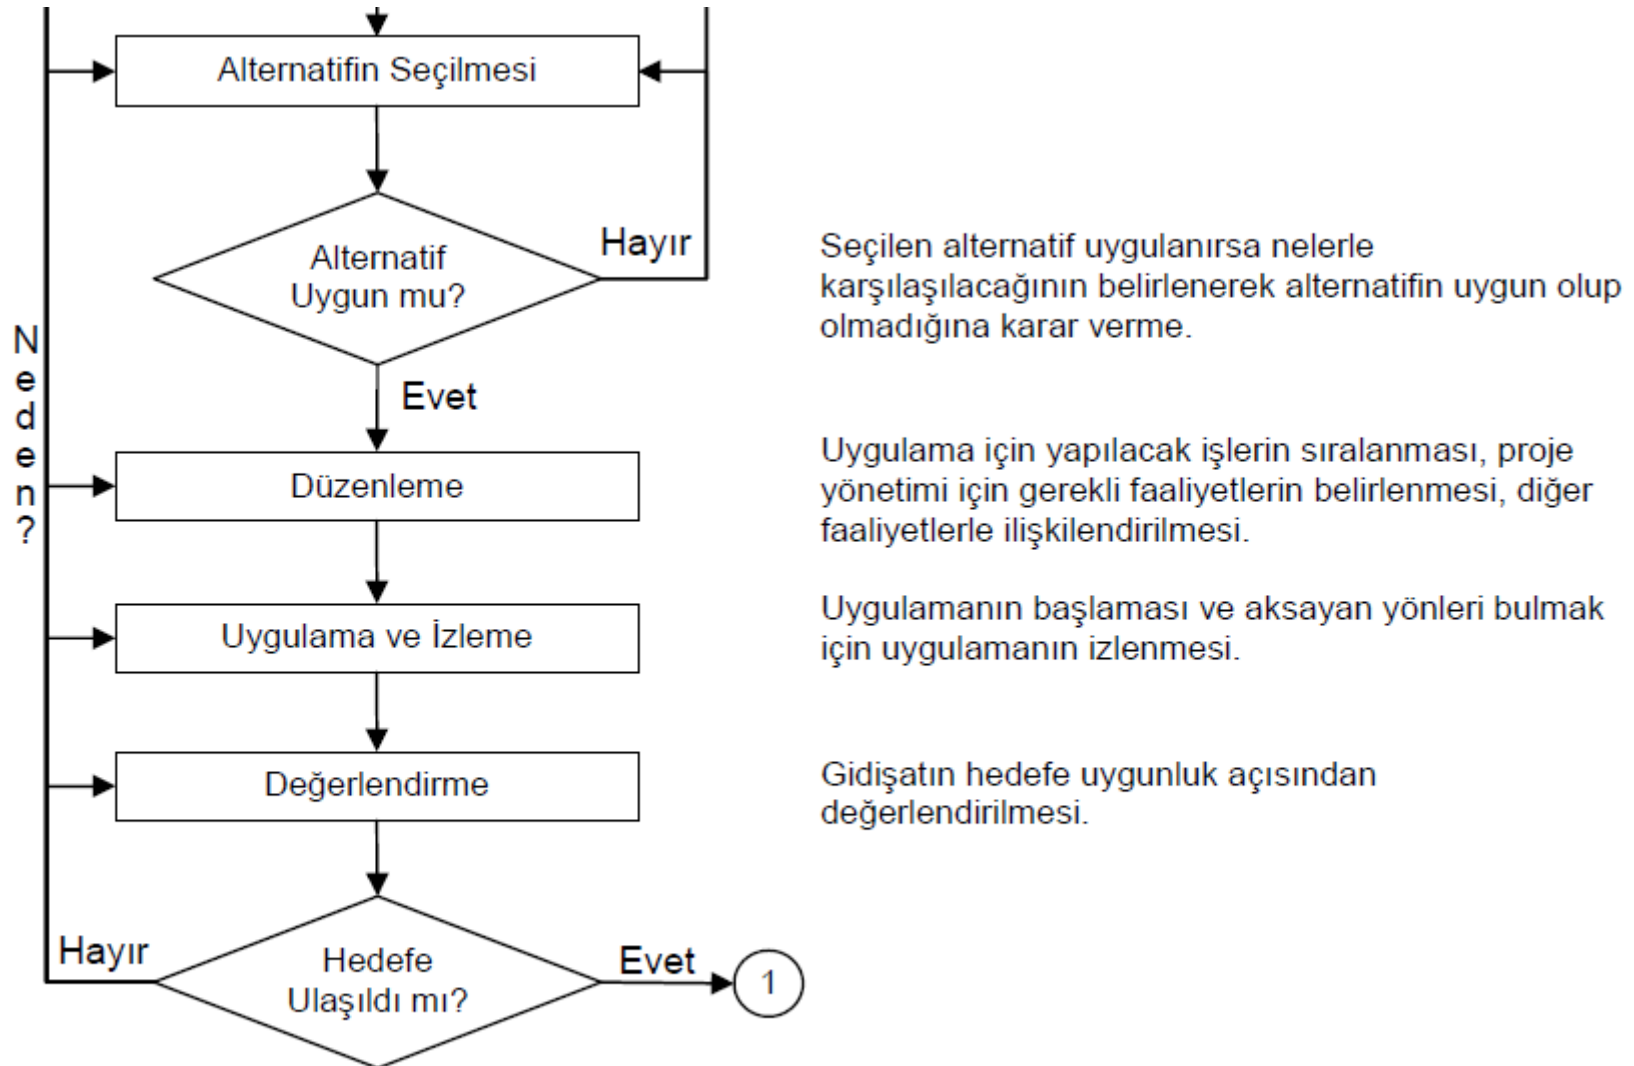 Alternatifin Seçilmesi
Alternatif
Uygun mu?
Hayır
Seçilen alternatif uygulanırsa nelerle
karşılaşılacağının belirlenerek alternatifin uygun olup
olmadığına karar verme.
Neden?
Evet
Düzenleme
Uygulama için yapılacak işlerin sıralanması, proje
yönetimi için gerekli faaliyetlerin belirlenmesi, diğer
faaliyetlerle ilişkilendirilmesi.
Uygulama ve İzleme
Uygulamanın başlaması ve aksayan yönleri bulmak
için uygulamanın izlenmesi.
Değerlendirme
Gidişatın hedefe uygunluk açısından
değerlendirilmesi.
Hayır
Hedefe
Ulaşıldı mı?
Evet
1